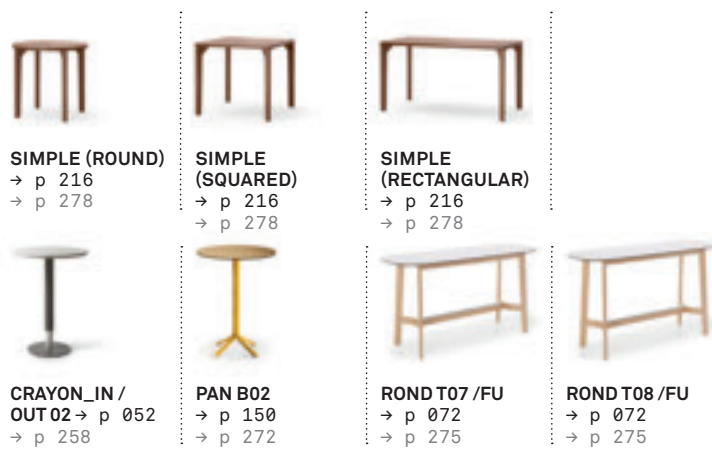 SIMPLE (ROUND)
→ p 216
→ p 278
SIMPLE
(SQUARED)
→ p 216
→ p 278
SIMPLE
(RECTANGULAR)
→ p 216
→ p 278
CRAYON_IN /
OUT 02 → p 052
→ p 258
PAN B02
→ p 150
→ p 272
ROND T07 /FU
→ p 072
→ p 275
ROND T08 /FU
→ p 072
→ p 275